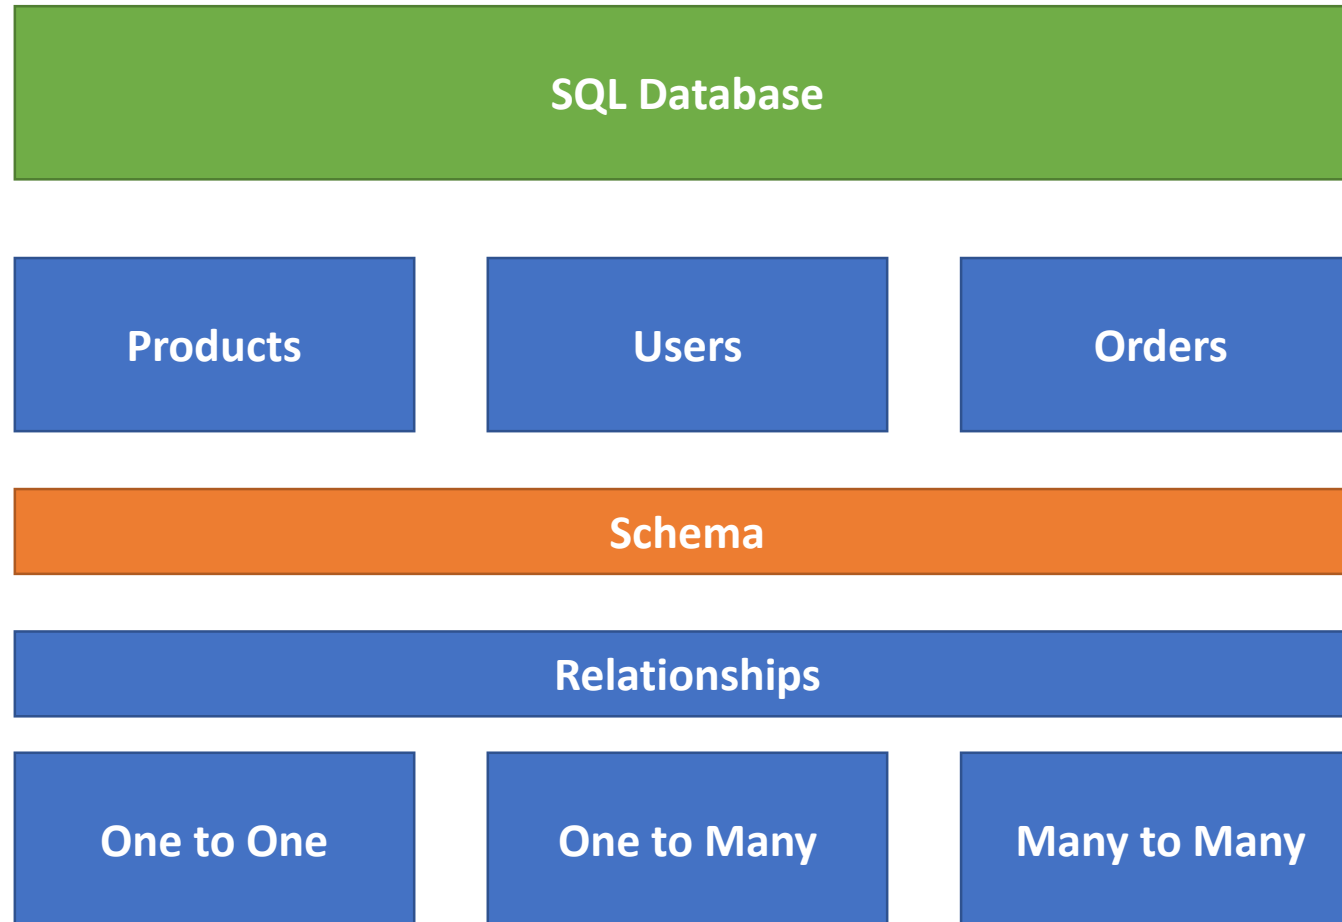 SQL Database
Products
Users
Orders
Schema
Relationships
One to One
One to Many
Many to Many